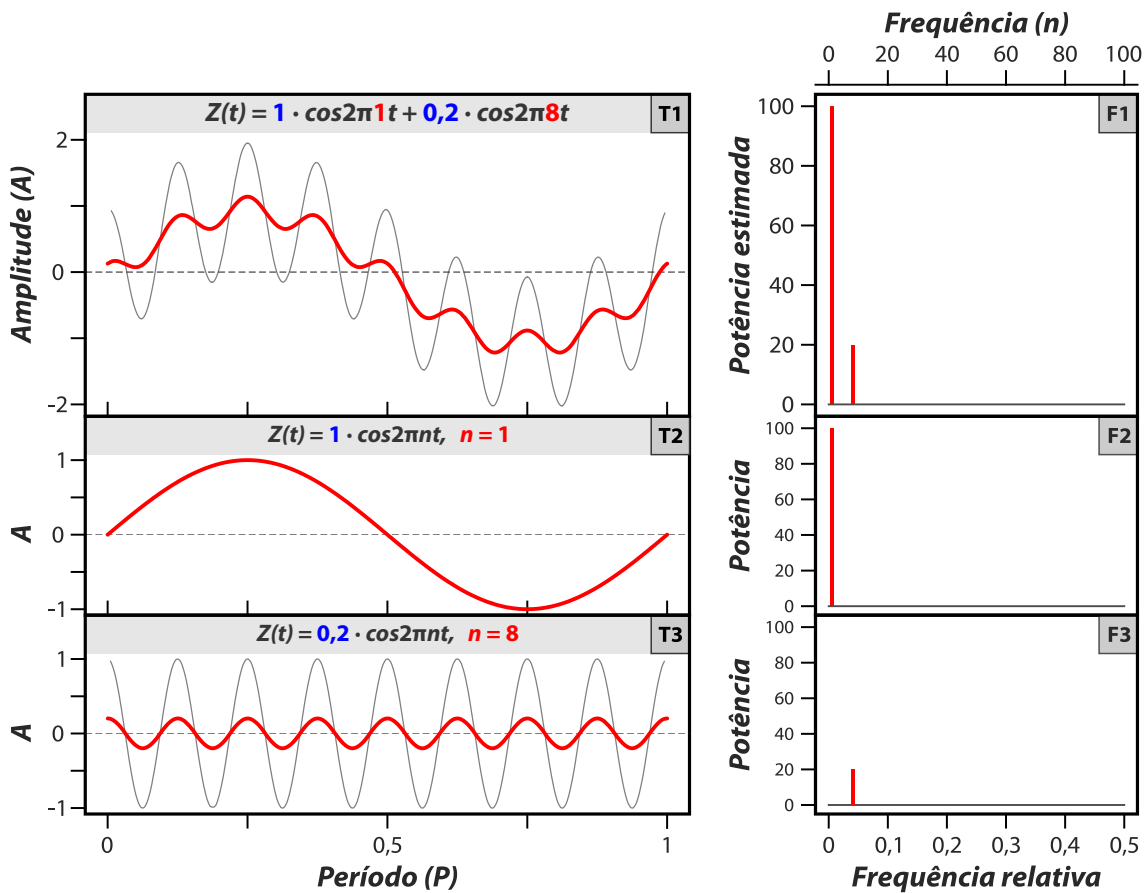 Frequência (n)
0 20 40 60 80 100
Z(t) = 1 · cos2π1t + 0,2 · cos2π8t
T1
Amplitude (A)
2
0
-2
F1
Potência estimada
100
80
60
40
20
0
Z(t) = 1 · cos2πnt, n = 1
T2
A
1
0
-1
F2
Potência
100
80
60
40
20
0
Z(t) = 0,2 · cos2πnt, n = 8
T3
A
1
0
-1
F3
Potência
100
80
60
40
20
0
0 0,5 1
Período (P)
0 0,1 0,2 0,3 0,4 0,5
Frequência relativa